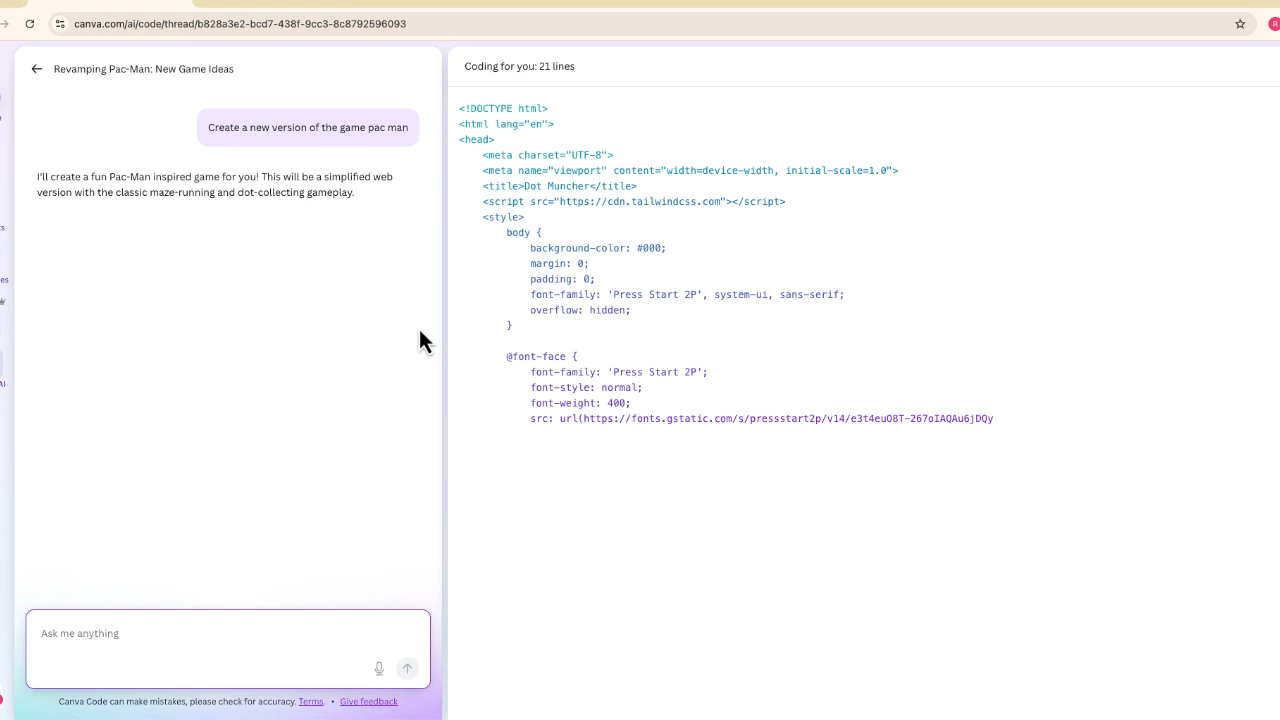 canva.com/ai/code/thread/b828a3e2-bcd7-438f-9cc3-8c8792596093
R
Revamping Pac-Man: New Game Ideas
Create a new version of the game pac man
I'll create a fun Pac-Man inspired game for you! This will be a simplified web
version with the classic maze-running and dot-collecting gameplay.
Ask me anything
Canva Code can make mistakes, please check for accuracy. Terms. • Give feedback
Coding for you: 21 lines
<!DOCTYPE html>
<html lang="en">
<head>
    <meta charset="UTF-8">
    <meta name="viewport" content="width=device-width, initial-scale=1.0">
    <title>Dot Muncher</title>
    <script src="https://cdn.tailwindcss.com"></script>
    <style>
        body {
            background-color: #000;
            margin: 0;
            padding: 0;
            font-family: 'Press Start 2P', system-ui, sans-serif;
            overflow: hidden;
        }
        @font-face {
            font-family: 'Press Start 2P';
            font-style: normal;
            font-weight: 400;
            src: url(https://fonts.gstatic.com/s/pressstart2p/v14/e3t4euO8T-267oIAQAu6jDQy